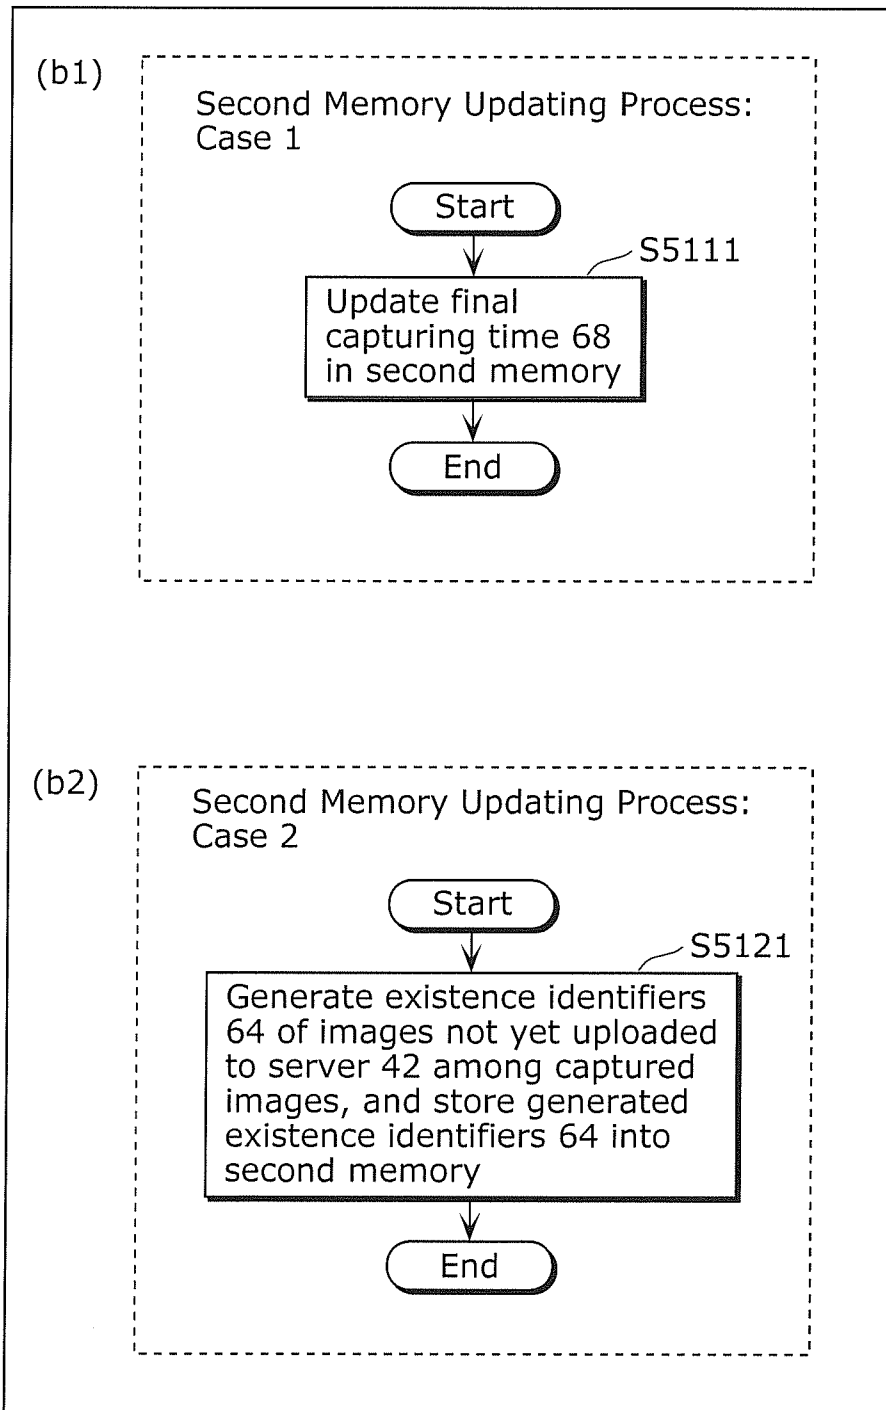 (b1)
Second Memory Updating Process:
Case 1
Start
S5111
Update final
capturing time 68
in second memory
End
(b2)
Second Memory Updating Process:
Case 2
Start
S5121
Generate existence identifiers
64 of images not yet uploaded
to server 42 among captured
images, and store generated
existence identifiers 64 into
second memory
End